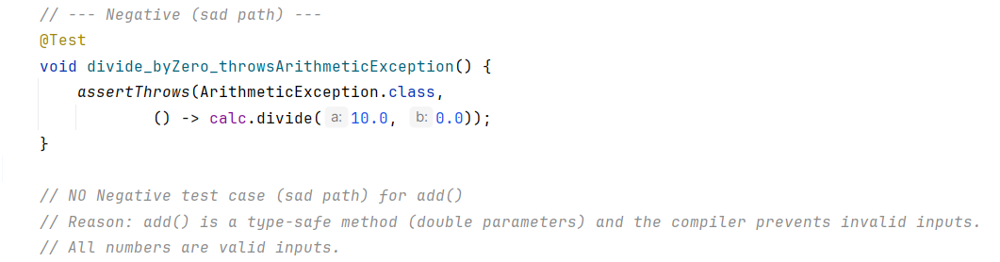 // --- Negative (sad path) ---
@Test
void divide_byZero_throwsArithmeticException() {
assertThrows(ArithmeticException.class,
() -> calc.divide( a: 10.0, b: 0.0));
}
// NO Negative test case (sad path) for add()
// Reason: add() is a type-safe method (double parameters) and the compiler prevents invalid inputs.
// All numbers are valid inputs.